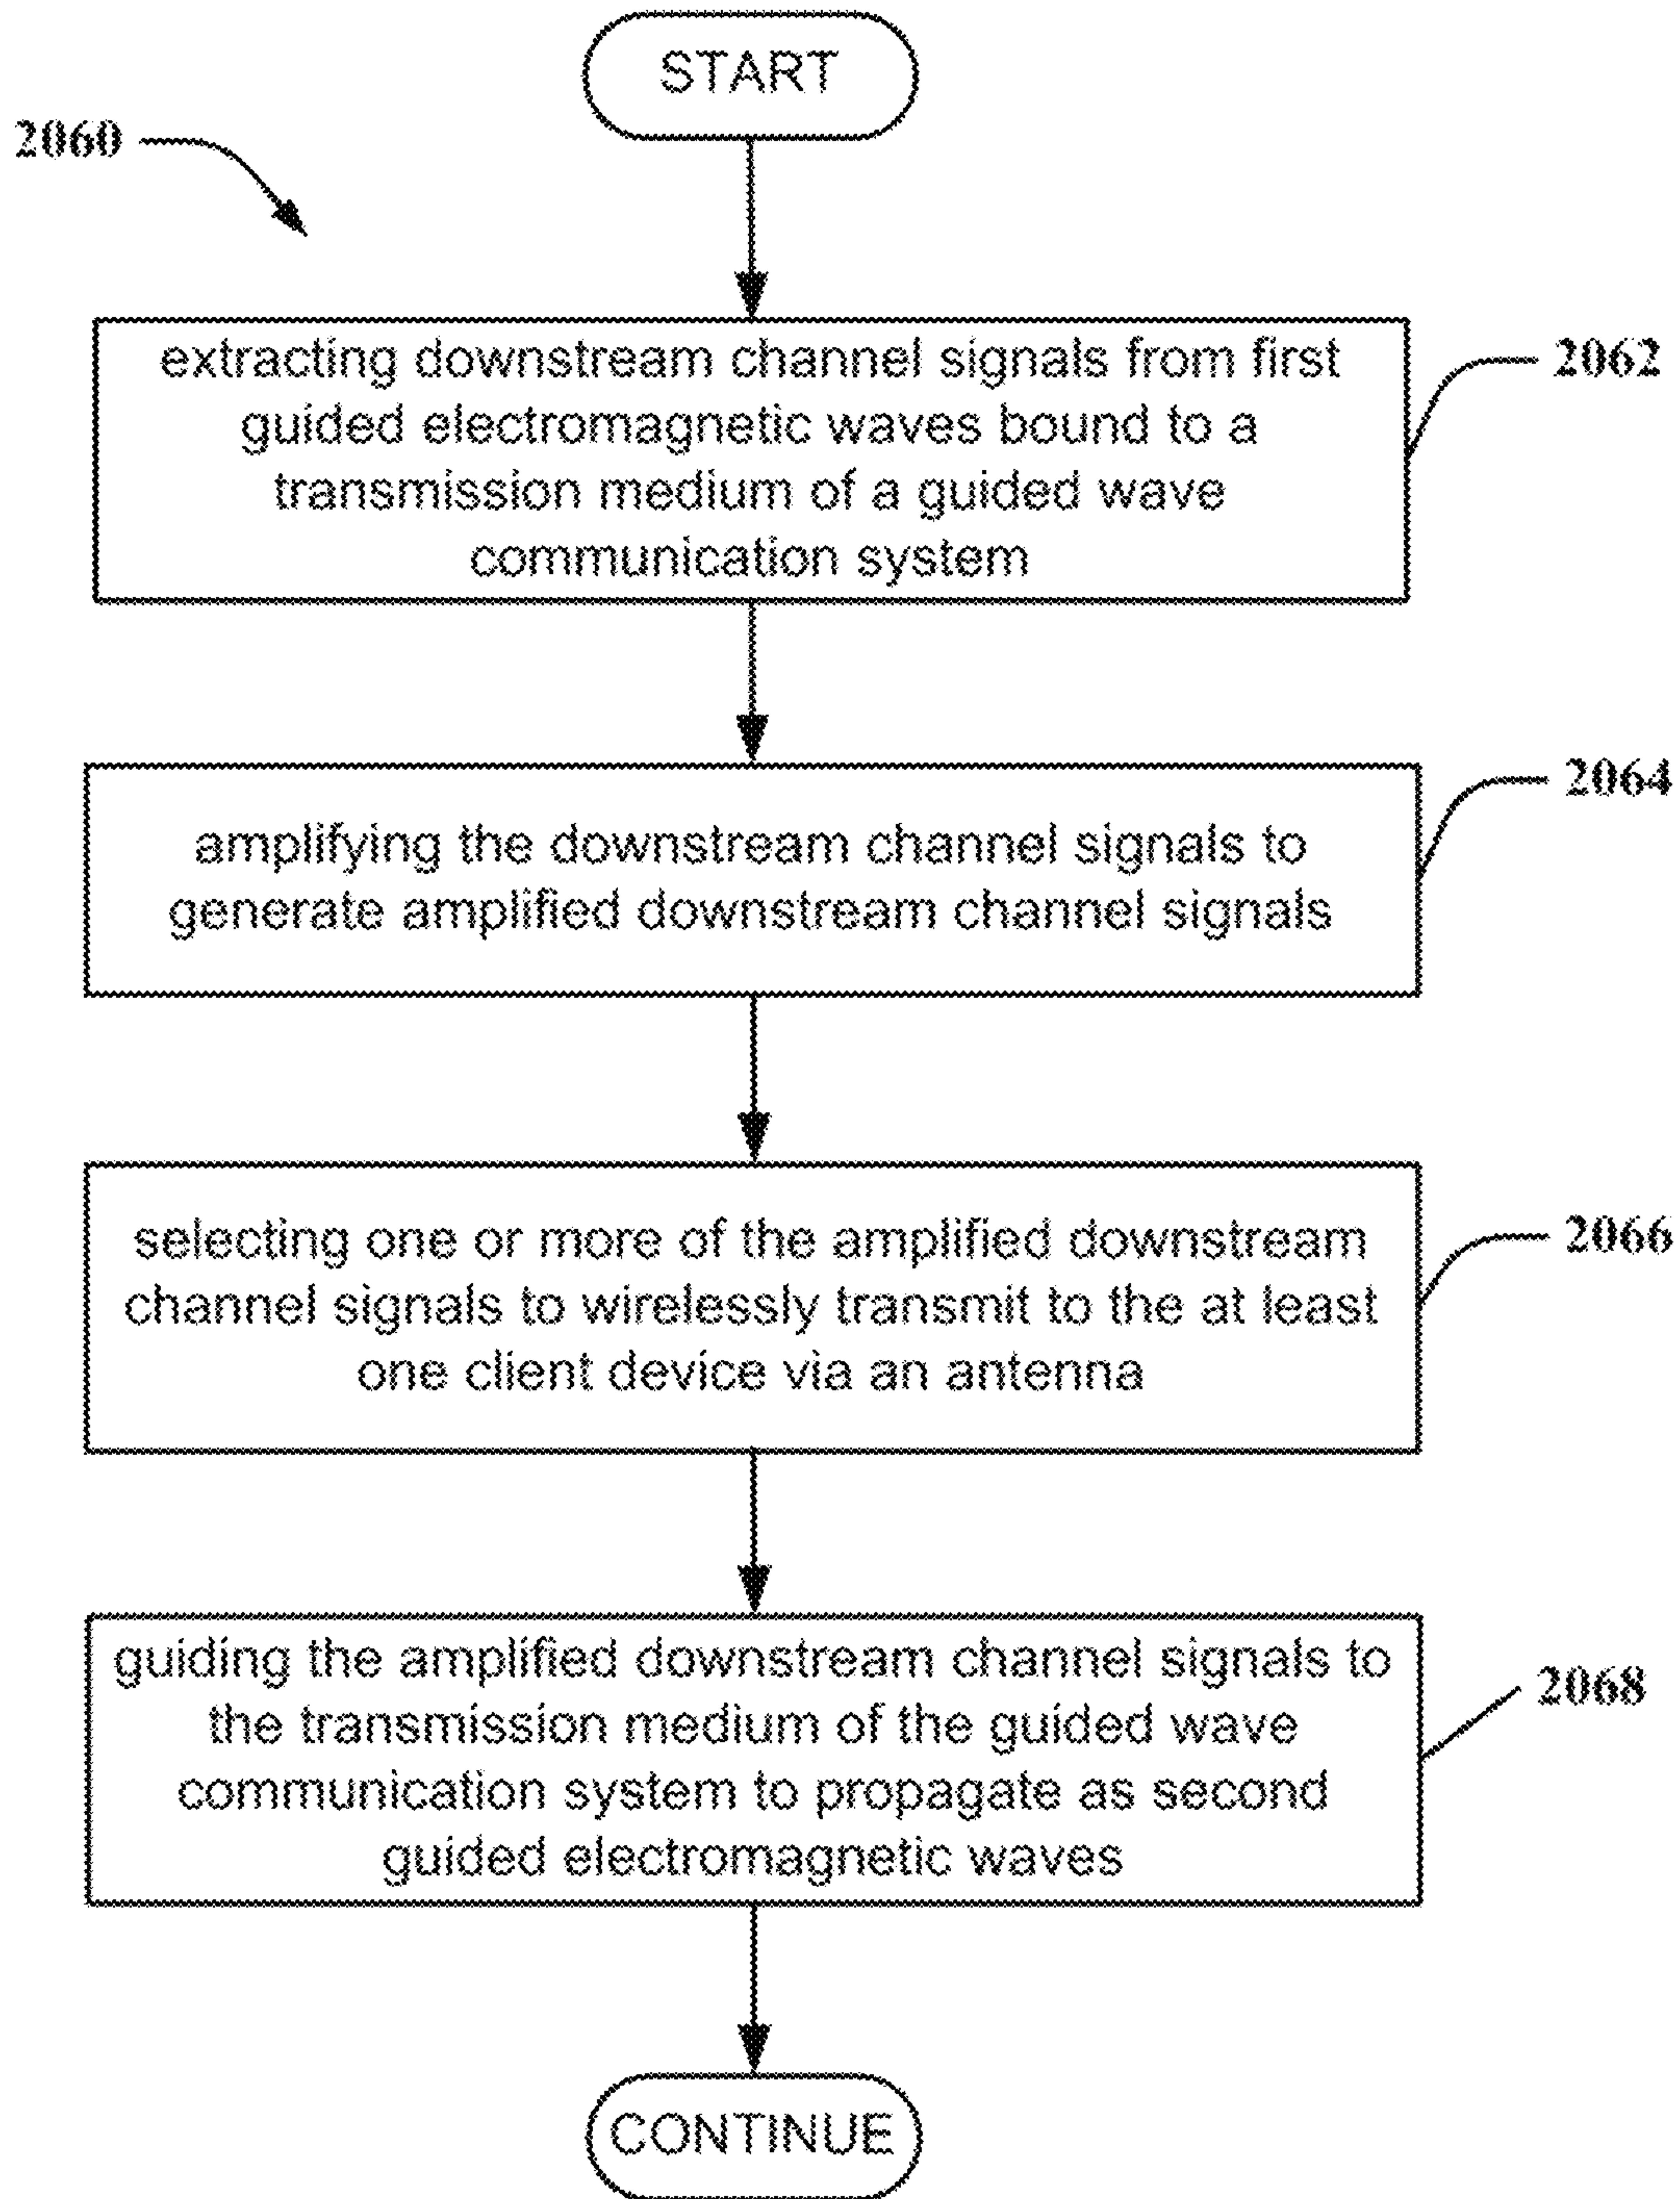 START
2060
extracting downstream channel signals from first
guided electromagnetic waves bound to a
transmission medium of a guided wave
communication system
2062
amplifying the downstream channel signals to
generate amplified downstream channel signals
2064
selecting one or more of the amplified downstream
channel signals to wirelessly transmit to the at least
one client device via an antenna
2066
guiding the amplified downstream channel signals to
the transmission medium of the guided wave
communication system to propagate as second
guided electromagnetic waves
2068
CONTINUE